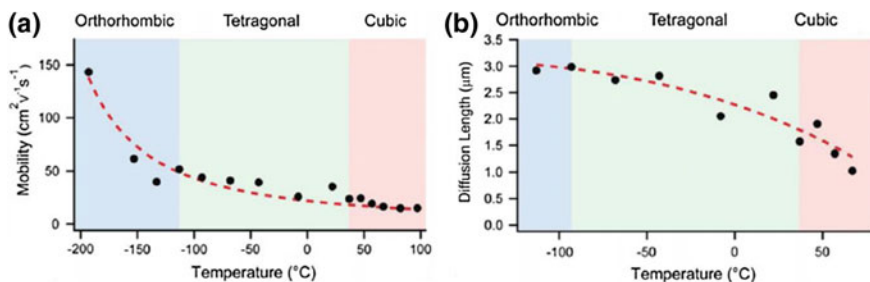 (a) Orthorhombic Tetragonal Cubic
150
100
50
0
Mobility (cm²v⁻¹s⁻¹)
-200 -150 -100 -50 0 50 100
Temperature (°C)
(b) Orthorhombic Tetragonal Cubic
3.5
3.0
2.5
2.0
1.5
1.0
0.5
0.0
Diffusion Length (μm)
-100 -50 0 50
Temperature (°C)